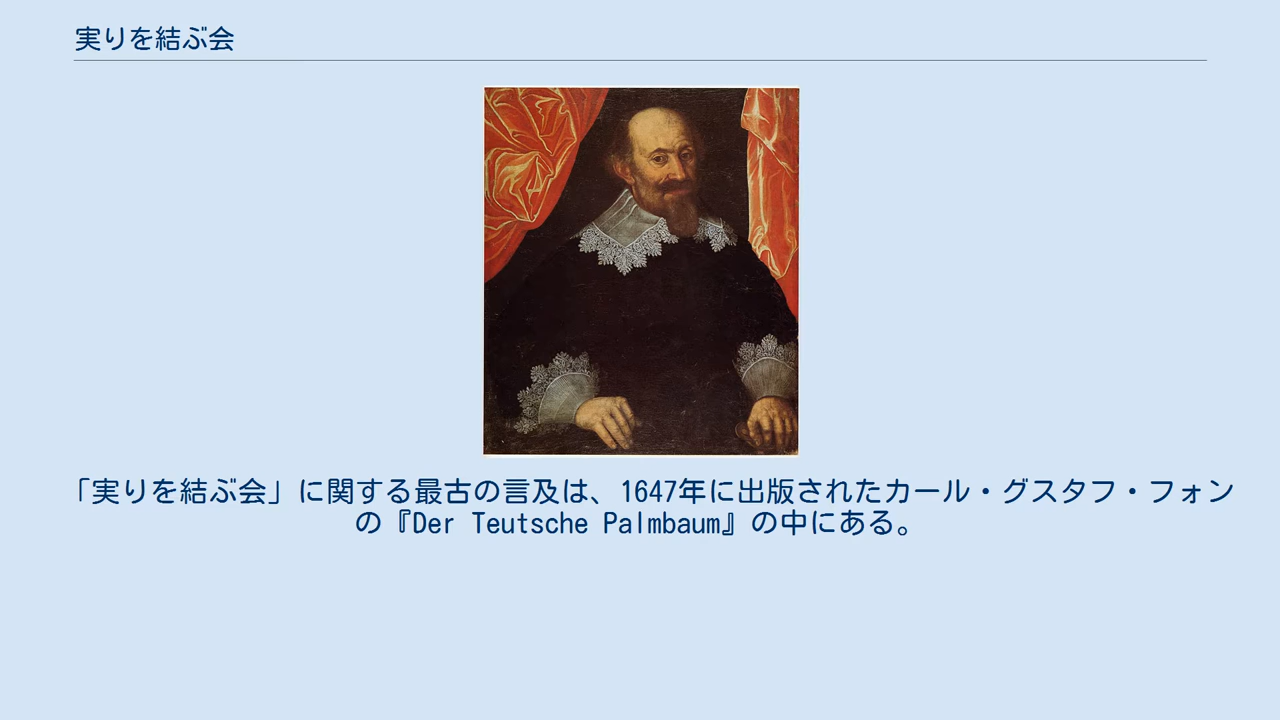 実りを結ぶ会
「実りを結ぶ会」に関する最古の言及は、1647年に出版されたカール・グスタフ・フォン
の『Der Teutsche Palmbaum』の中にある。